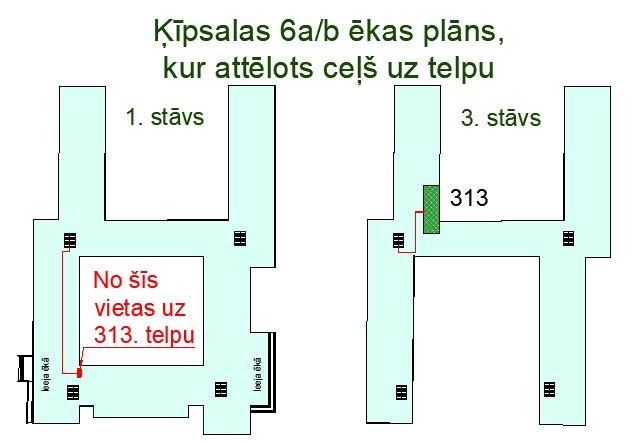 Ķīpsalas 6a/b ēkas plāns,
kur attēlots ceļš uz telpu
1. stāvs
3. stāvs
313
No šīs
vietas uz
313. telpu
Ieeja ēkā
Ieeja ēkā